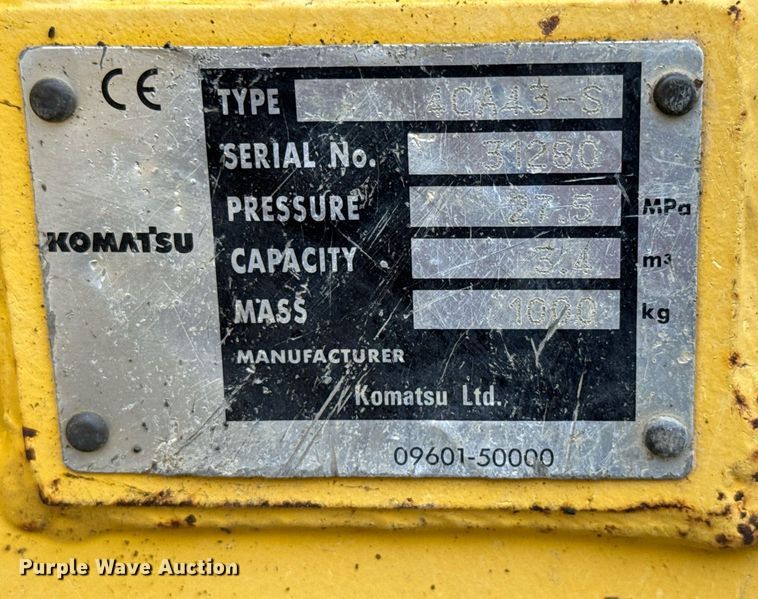 CE
KOMATSU
TYPE 4CA43-S
SERIAL No. 31280
PRESSURE 27.5 MPa
CAPACITY 3.4 m³
MASS 1000 kg
MANUFACTURER
Komatsu Ltd.
09601-50000
Purple Wave Auction